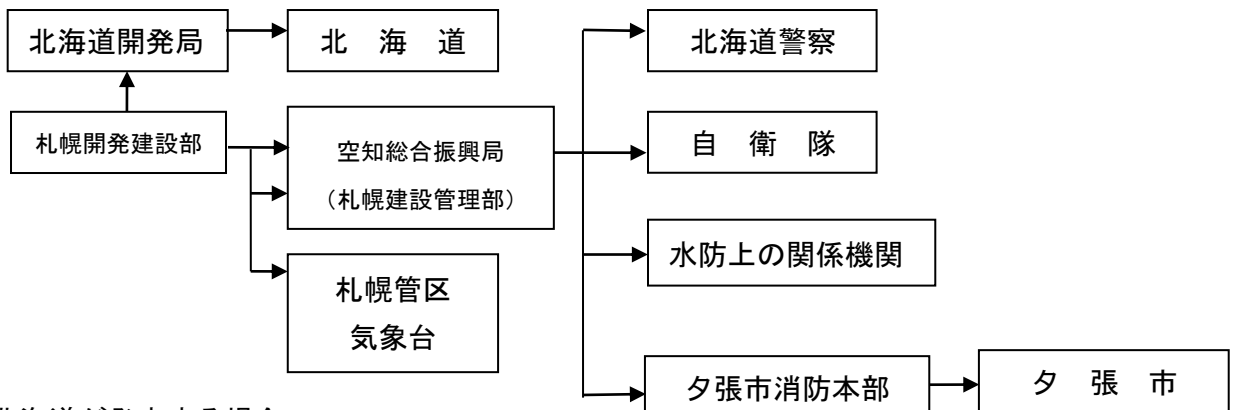 北海道開発局
北 海 道
北海道警察
札幌開発建設部
空知総合振興局
（札幌建設管理部）
自 衛 隊
水防上の関係機関
札幌管区
気象台
夕張市消防本部
夕 張 市